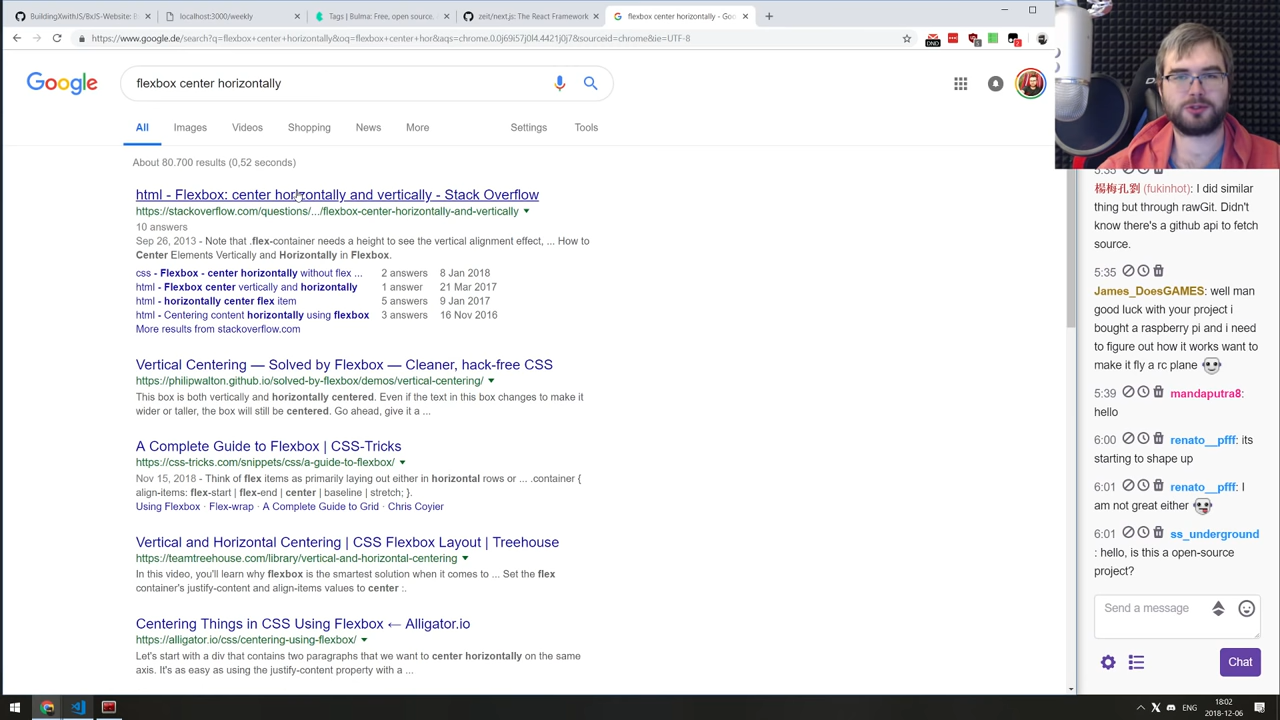 BuildingXwithJS/BxJS-Website: B
localhost:3000/weekly
Tags | Bulma: Free, open source,
zeit/next.js: The React Framework
flexbox center horizontally - Goo
https://www.google.de/search?q=flexbox+center+horizontally&oq=flexbox+center+hor&aqs=chrome.0.0j69i57j0l4.4421j0j7&sourceid=chrome&ie=UTF-8
Google
flexbox center horizontally
All Images Videos Shopping News More Settings Tools
About 80.700 results (0,52 seconds)
html - Flexbox: center horizontally and vertically - Stack Overflow
https://stackoverflow.com/questions/.../flexbox-center-horizontally-and-vertically
10 answers
Sep 26, 2013 - Note that .flex-container needs a height to see the vertical alignment effect, ... How to
Center Elements Vertically and Horizontally in Flexbox.
css - Flexbox - center horizontally without flex ... 2 answers 8 Jan 2018
html - Flexbox center vertically and horizontally 1 answer 21 Mar 2017
html - horizontally center flex item 5 answers 9 Jan 2017
html - Centering content horizontally using flexbox 3 answers 16 Nov 2016
More results from stackoverflow.com
Vertical Centering — Solved by Flexbox — Cleaner, hack-free CSS
https://philipwalton.github.io/solved-by-flexbox/demos/vertical-centering/
This box is both vertically and horizontally centered. Even if the text in this box changes to make it
wider or taller, the box will still be centered. Go ahead, give it a ...
A Complete Guide to Flexbox | CSS-Tricks
https://css-tricks.com/snippets/css/a-guide-to-flexbox/
Nov 15, 2018 - Think of flex items as primarily laying out either in horizontal rows or ... .container {
align-items: flex-start | flex-end | center | baseline | stretch; }.
Using Flexbox · Flex-wrap · A Complete Guide to Grid · Chris Coyier
Vertical and Horizontal Centering | CSS Flexbox Layout | Treehouse
https://teamtreehouse.com/library/vertical-and-horizontal-centering
In this video, you'll learn why flexbox is the smartest solution when it comes to ... Set the flex
container's justify-content and align-items values to center :.
Centering Things in CSS Using Flexbox ← Alligator.io
https://alligator.io/css/centering-using-flexbox/
Let's start with a div that contains two paragraphs that we want to center horizontally on the same
axis. It's as easy as using the justify-content property with a ...
5:35
楊梅孔劉 (fukinhot): I did similar
thing but through rawGit. Didn't
know there's a github api to fetch
source.
5:35
James_DoesGAMES: well man
good luck with your project i
bought a raspberry pi and i need
to figure out how it works want to
make it fly a rc plane
5:39 mandaputra8:
hello
6:00 renato__pfff: its
starting to shape up
6:01 renato__pfff: I
am not great either
6:01 ss_underground
: hello, is this a open-source
project?
Send a message
Chat
ENG
18:02
2018-12-06